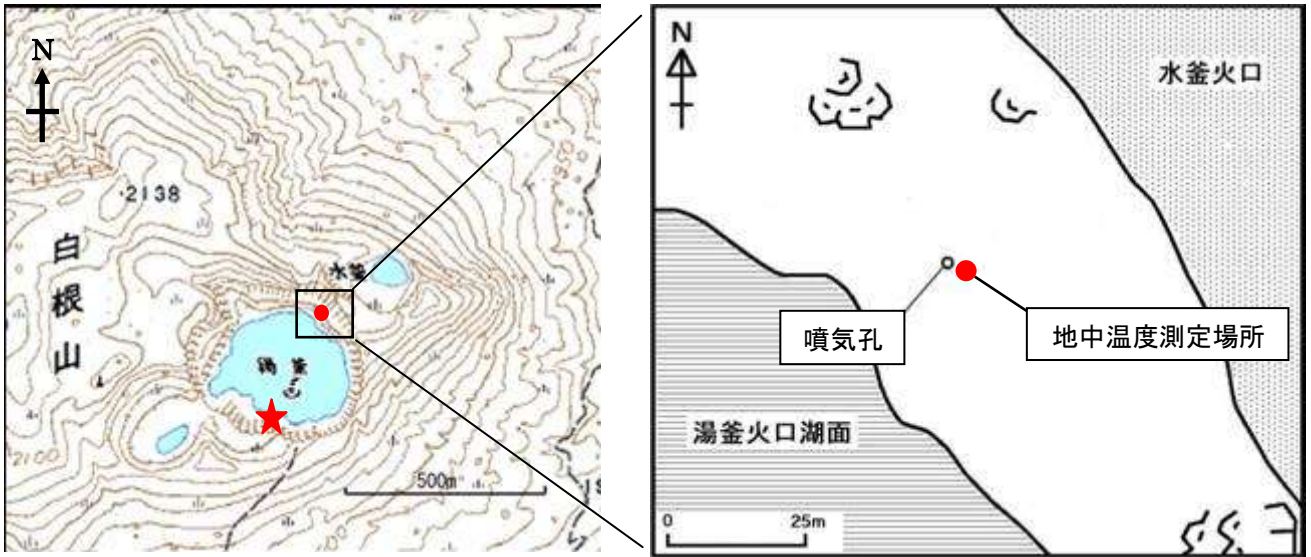 N
2138
白
根
山
水釜
湯釜
2100
500m
N
水釜火口
噴気孔
地中温度測定場所
湯釜火口湖面
0
25m